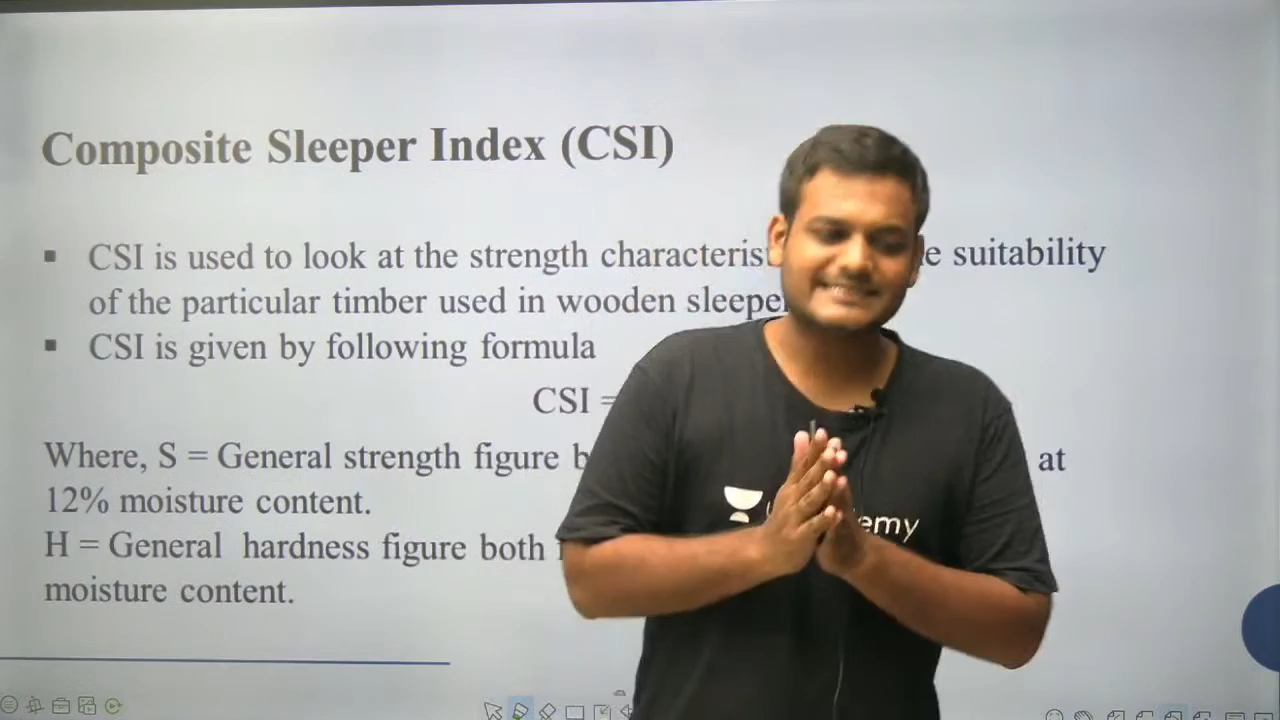 Composite Sleeper Index (CSI)
▪ CSI is used to look at the strength characteris e suitability
of the particular timber used in wooden sleeper
▪ CSI is given by following formula
CSI =
Where, S = General strength figure b at
12% moisture content.
H = General hardness figure both
moisture content.
emy